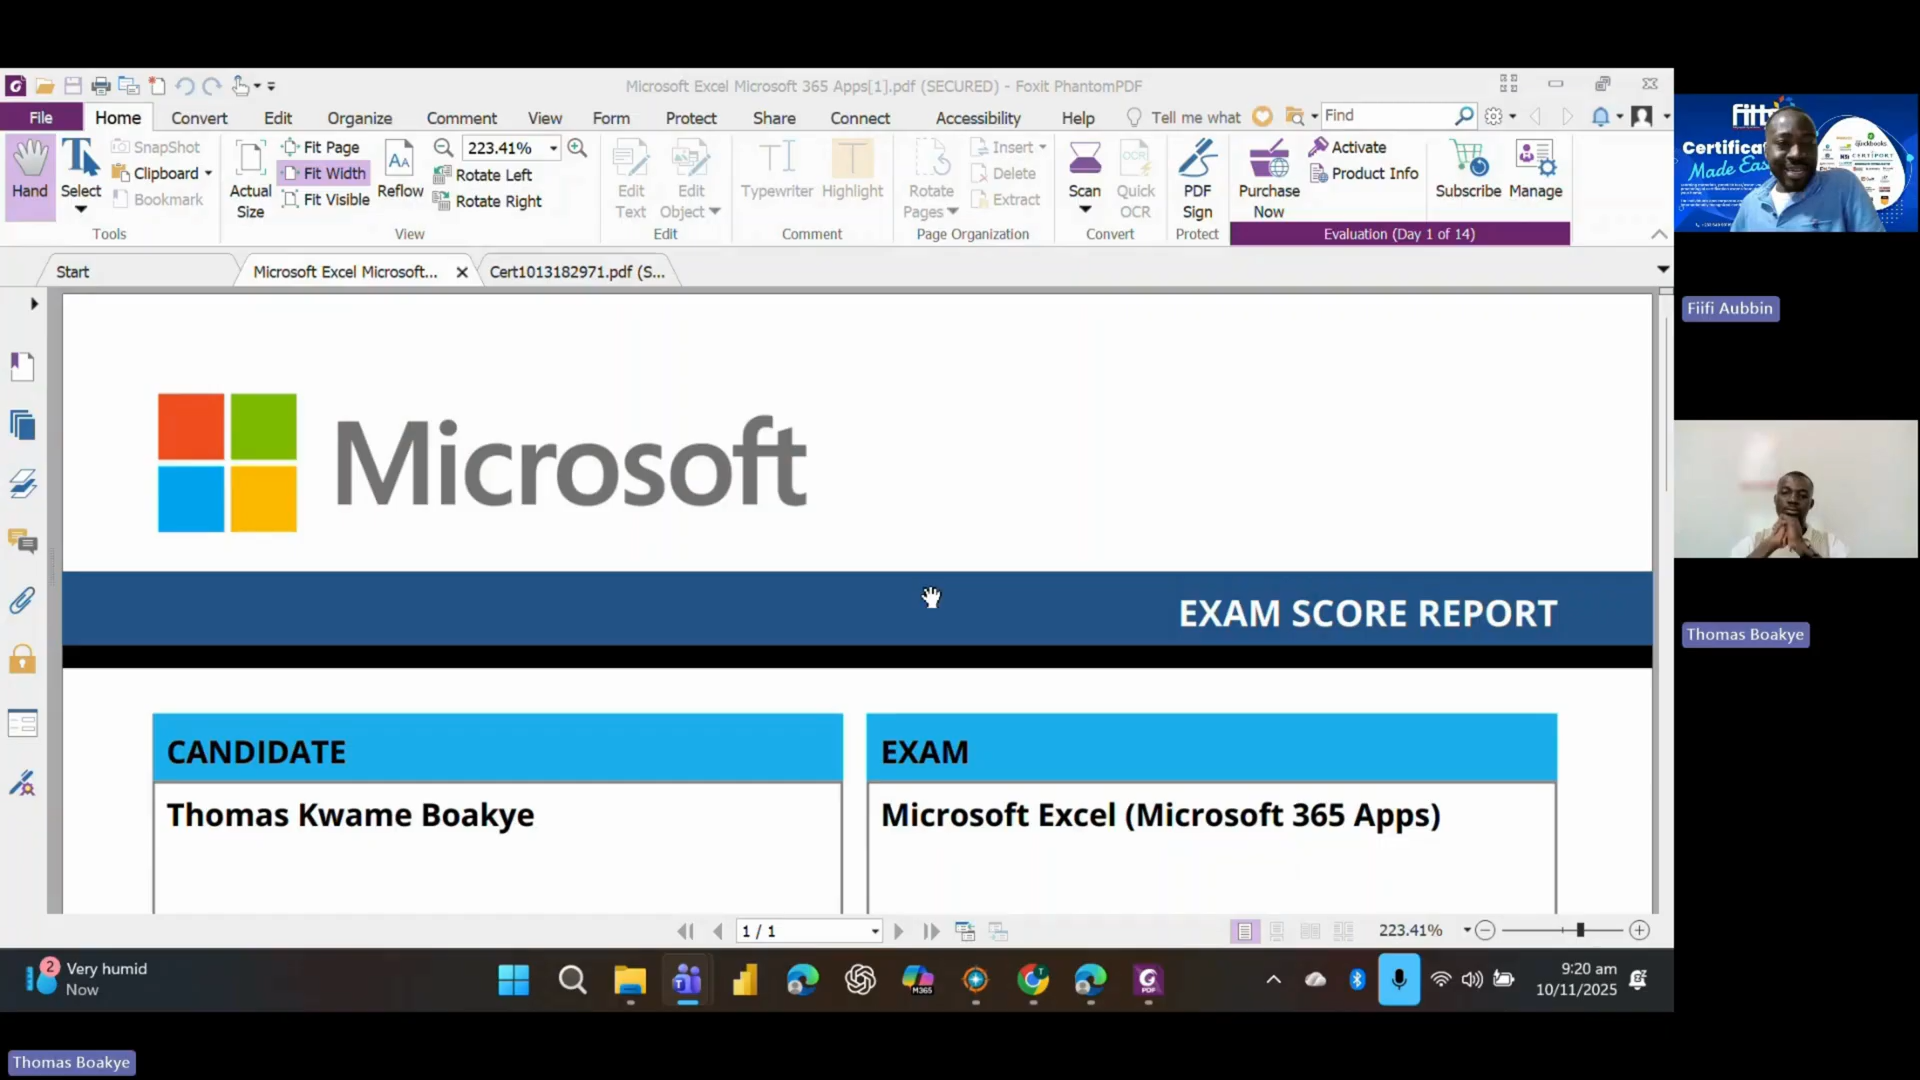 Microsoft Excel Microsoft 365 Apps[1].pdf (SECURED) - Foxit PhantomPDF
File Home Convert Edit Organize Comment View Form Protect Share Connect Accessibility Help Tell me what Find
Hand
Select
SnapShot
Clipboard
Bookmark
Tools
Actual Size
Fit Page
Fit Width
Fit Visible
Reflow
223.41%
Rotate Left
Rotate Right
View
Edit Text
Edit Object
Edit
Typewriter
Highlight
Comment
Rotate Pages
Insert
Delete
Extract
Page Organization
Scan
Quick OCR
Convert
PDF Sign
Protect
Purchase Now
Activate
Product Info
Subscribe
Manage
Evaluation (Day 1 of 14)
Start
Microsoft Excel Microsoft...
Cert1013182971.pdf (S...
Microsoft
EXAM SCORE REPORT
CANDIDATE
Thomas Kwame Boakye
EXAM
Microsoft Excel (Microsoft 365 Apps)
1 / 1
223.41%
2
Very humid
Now
M365
PDF
9:20 am
10/11/2025
Made Eas
Fiifi Aubbin
Thomas Boakye
Thomas Boakye